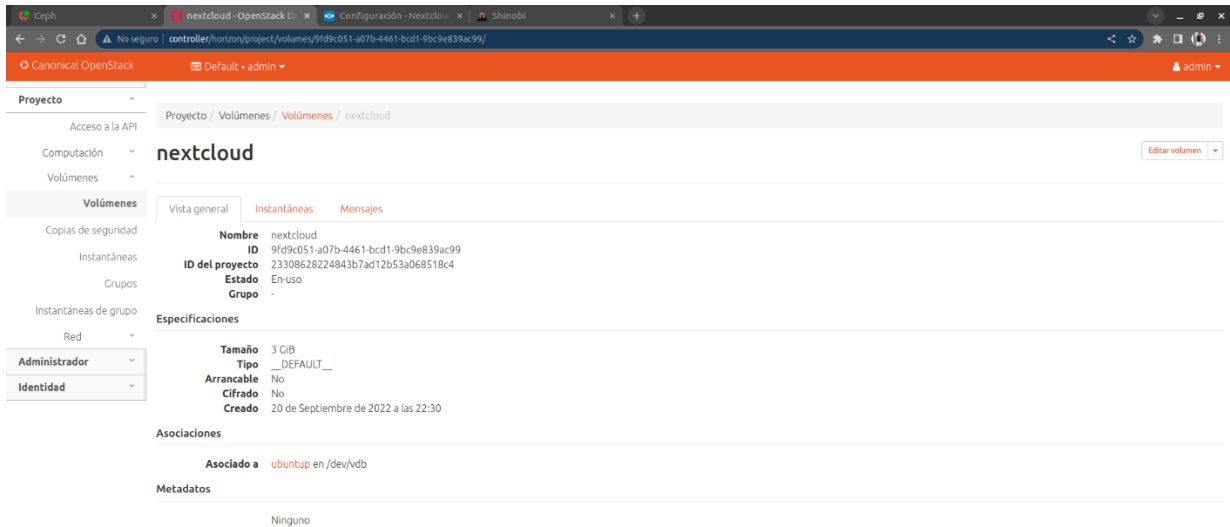 Ceph
nextcloud - OpenStack Da
Configuración - Nextclou
Shinobi
No seguro | controller/horizon/project/volumes/9fd9c051-a07b-4461-bcd1-9bc9e839ac99/
Canonical OpenStack
Default • admin
admin
Proyecto
Acceso a la API
Computación
Volúmenes
Volúmenes
Copias de seguridad
Instantáneas
Grupos
Instantáneas de grupo
Red
Administrador
Identidad
Proyecto / Volúmenes / Volúmenes / nextcloud
nextcloud
Editar volumen
Vista general Instantáneas Mensajes
Nombre nextcloud
ID 9fd9c051-a07b-4461-bcd1-9bc9e839ac99
ID del proyecto 23308628224843b7ad12b53a068518c4
Estado En-uso
Grupo -
Especificaciones
Tamaño 3 GiB
Tipo __DEFAULT__
Arrancable No
Cifrado No
Creado 20 de Septiembre de 2022 a las 22:30
Asociaciones
Asociado a ubuntup en /dev/vdb
Metadatos
Ninguno